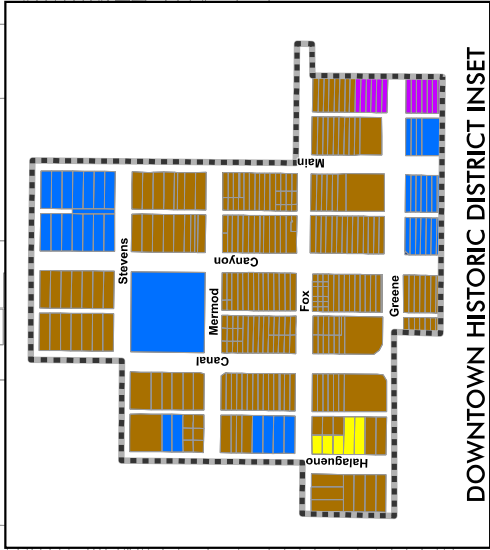 Main
Stevens
Canyon
Mermod
Fox
Greene
Canal
Halagueno
DOWNTOWN HISTORIC DISTRICT INSET